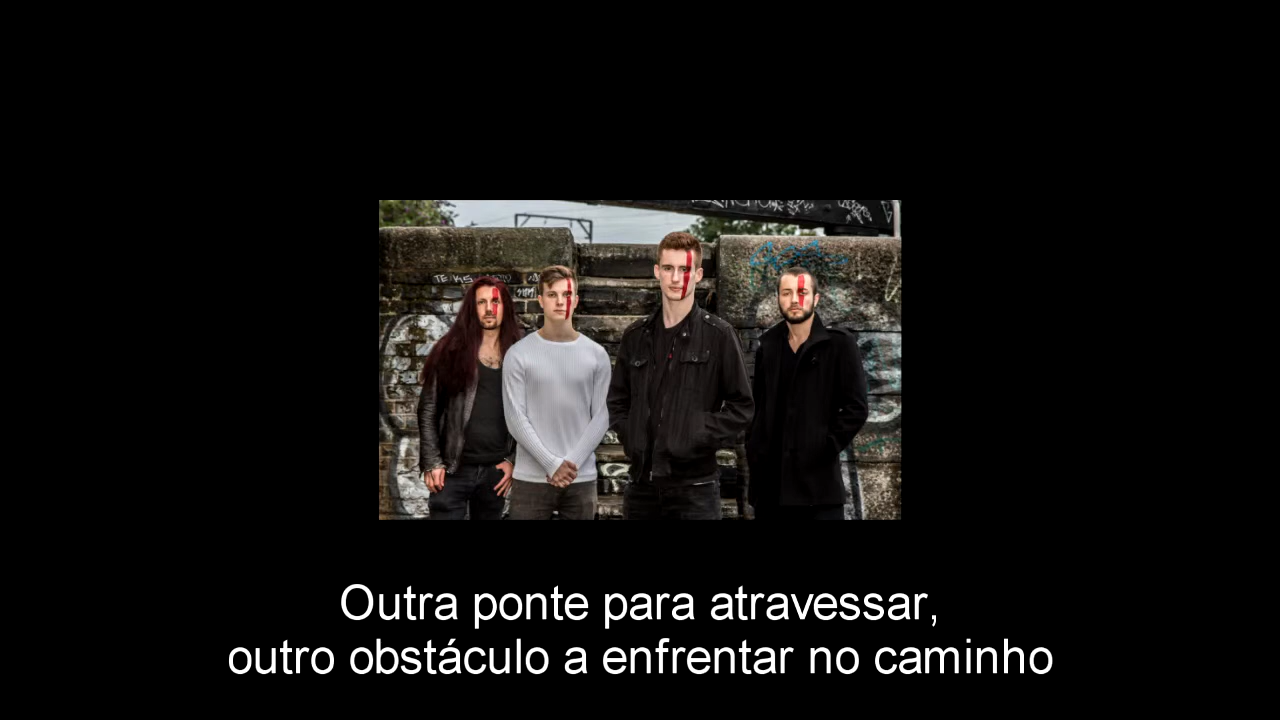 Outra ponte para atravessar,
outro obstáculo a enfrentar no caminho